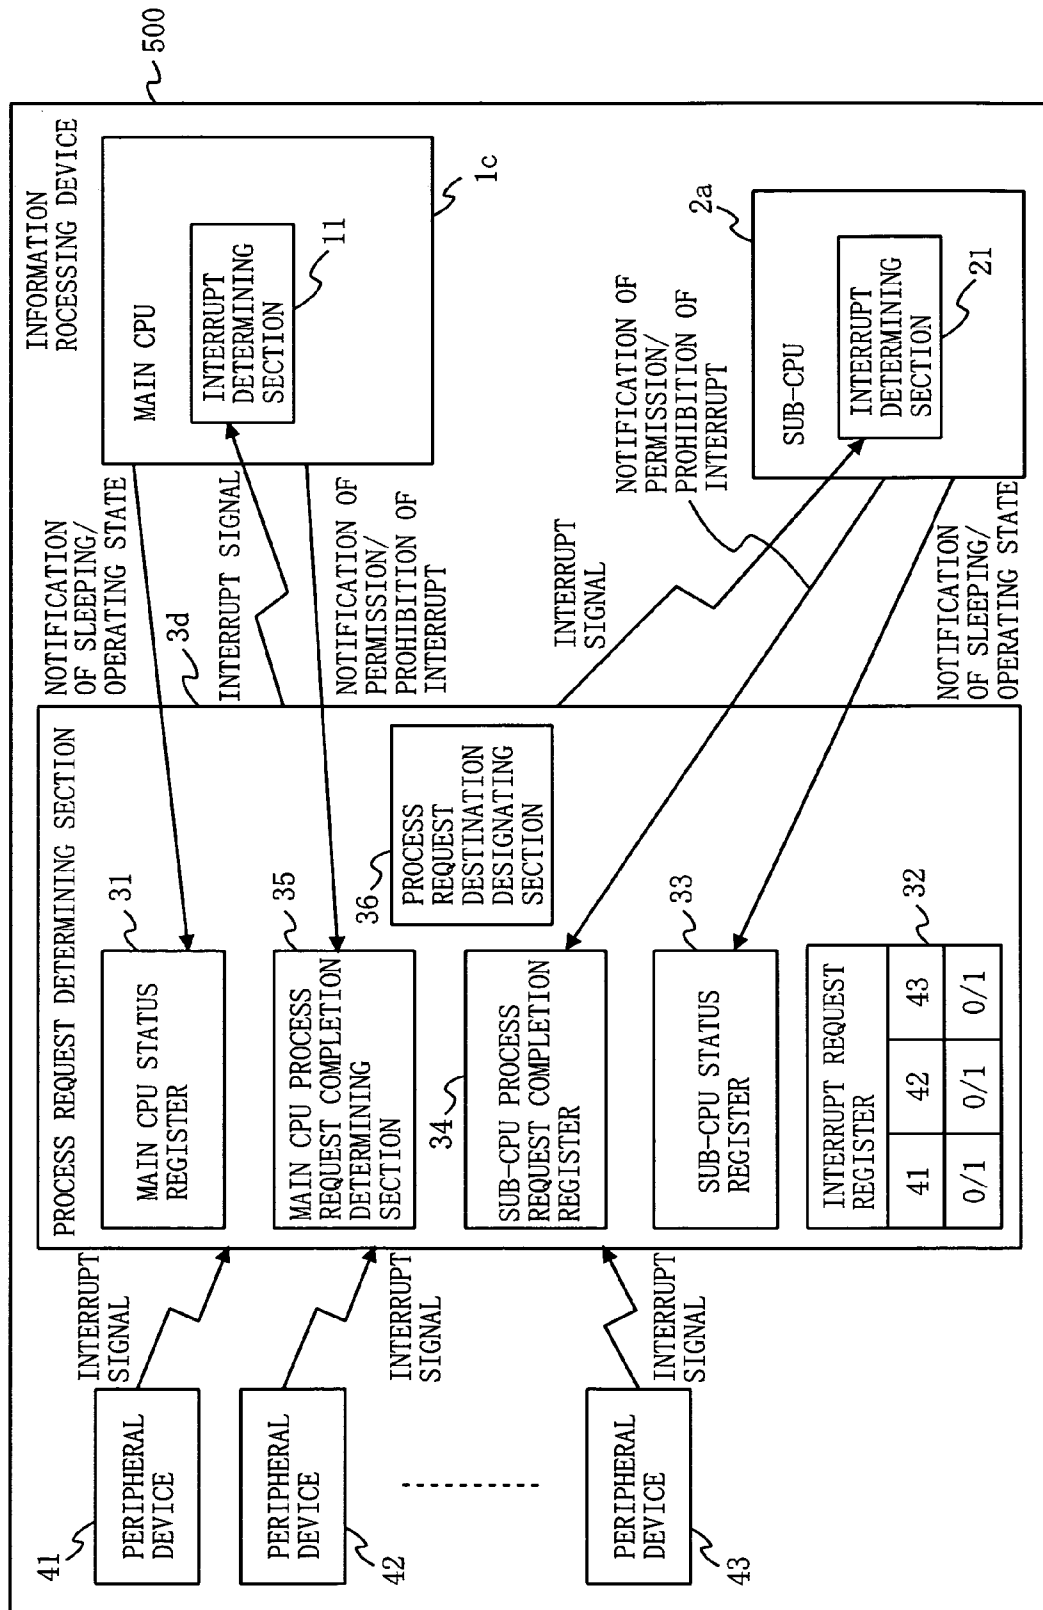 500
INFORMATION
ROCESSING DEVICE
MAIN CPU
INTERRUPT
DETERMINING
SECTION
11
1c
NOTIFICATION
OF SLEEPING/
OPERATING STATE
INTERRUPT SIGNAL
NOTIFICATION OF
PERMISSION/
PROHIBITION OF
INTERRUPT
3d
SUB-CPU
INTERRUPT
DETERMINING
SECTION
21
2a
INTERRUPT
SIGNAL
NOTIFICATION OF
PERMISSION/
PROHIBITION OF
INTERRUPT
NOTIFICATION
OF SLEEPING/
OPERATING STATE
PROCESS REQUEST DETERMINING SECTION
MAIN CPU STATUS
REGISTER
31
MAIN CPU PROCESS
REQUEST COMPLETION
DETERMINING
SECTION
35
PROCESS
REQUEST
DESTINATION
DESIGNATING
SECTION
36
SUB-CPU PROCESS
REQUEST COMPLETION
REGISTER
34
SUB-CPU STATUS
REGISTER
33
INTERRUPT REQUEST
REGISTER
32
41 42 43
0/1 0/1 0/1
INTERRUPT
SIGNAL
INTERRUPT
SIGNAL
INTERRUPT
SIGNAL
PERIPHERAL
DEVICE
41
PERIPHERAL
DEVICE
42
PERIPHERAL
DEVICE
43